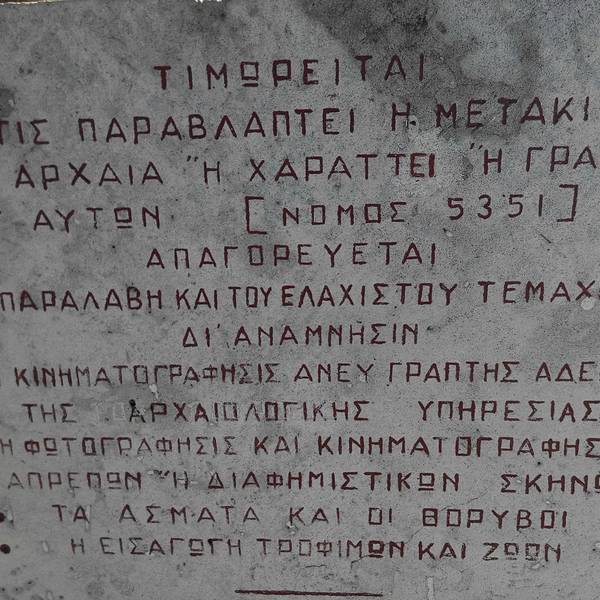 ΤΙΜΩΡΕΙΤΑΙ
ΤΙΣ ΠΑΡΑΒΛΑΠΤΕΙ Η ΜΕΤΑΚΙ
ΑΡΧΑΙΑ Ἢ ΧΑΡΑΤΤΕΙ Ἢ ΓΡΑ
ΑΥΤΩΝ [ΝΟΜΟΣ 5351]
ΑΠΑΓΟΡΕΥΕΤΑΙ
ΠΑΡΑΛΑΒΗ ΚΑΙ ΤΟΥ ΕΛΑΧΙΣΤΟΥ ΤΕΜΑΧ
ΔΙ' ΑΝΑΜΝΗΣΙΝ
ΚΙΝΗΜΑΤΟΓΡΑΦΗΣΙΣ ΑΝΕΥ ΓΡΑΠΤΗΣ ΑΔΕ
ΤΗΣ ΑΡΧΑΙΟΛΟΓΙΚΗΣ ΥΠΗΡΕΣΙΑΣ
Η ΦΩΤΟΓΡΑΦΗΣΙΣ ΚΑΙ ΚΙΝΗΜΑΤΟΓΡΑΦΗΣ
ΑΠΡΕΠΩΝ Ἢ ΔΙΑΦΗΜΙΣΤΙΚΩΝ ΣΚΗΝΩ
• ΤΑ ΑΣΜΑΤΑ ΚΑΙ ΟΙ ΘΟΡΥΒΟΙ
• Η ΕΙΣΑΓΩΓΗ ΤΡΟΦΙΜΩΝ ΚΑΙ ΖΩΩΝ